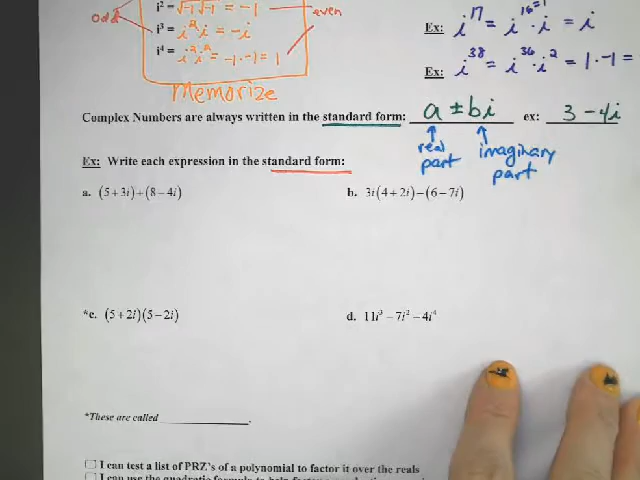 i² = √-1 √-1 = -1
odd
even
i³ = i² i = -i
i⁴ = i² i² = -1 · -1 = 1
Memorize
Ex: i¹⁷ = i¹⁶ · i = i
Ex: i³⁸ = i³⁶ · i² = 1 · -1 =
Complex Numbers are always written in the standard form: a ± bi ex: 3 - 4i
real part
imaginary part
Ex: Write each expression in the standard form:
a. (5+3i)+(8−4i)
b. 3i(4+2i)−(6−7i)
*c. (5+2i)(5−2i)
d. 11i³ −7i² −4i⁴
*These are called ____________.
I can test a list of PRZ's of a polynomial to factor it over the reals